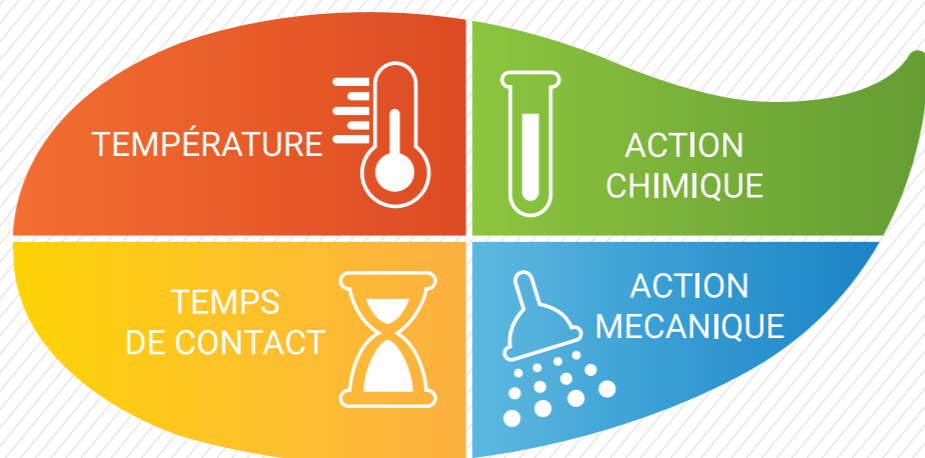 TEMPÉRATURE
ACTION
CHIMIQUE
TEMPS
DE CONTACT
ACTION
MECANIQUE